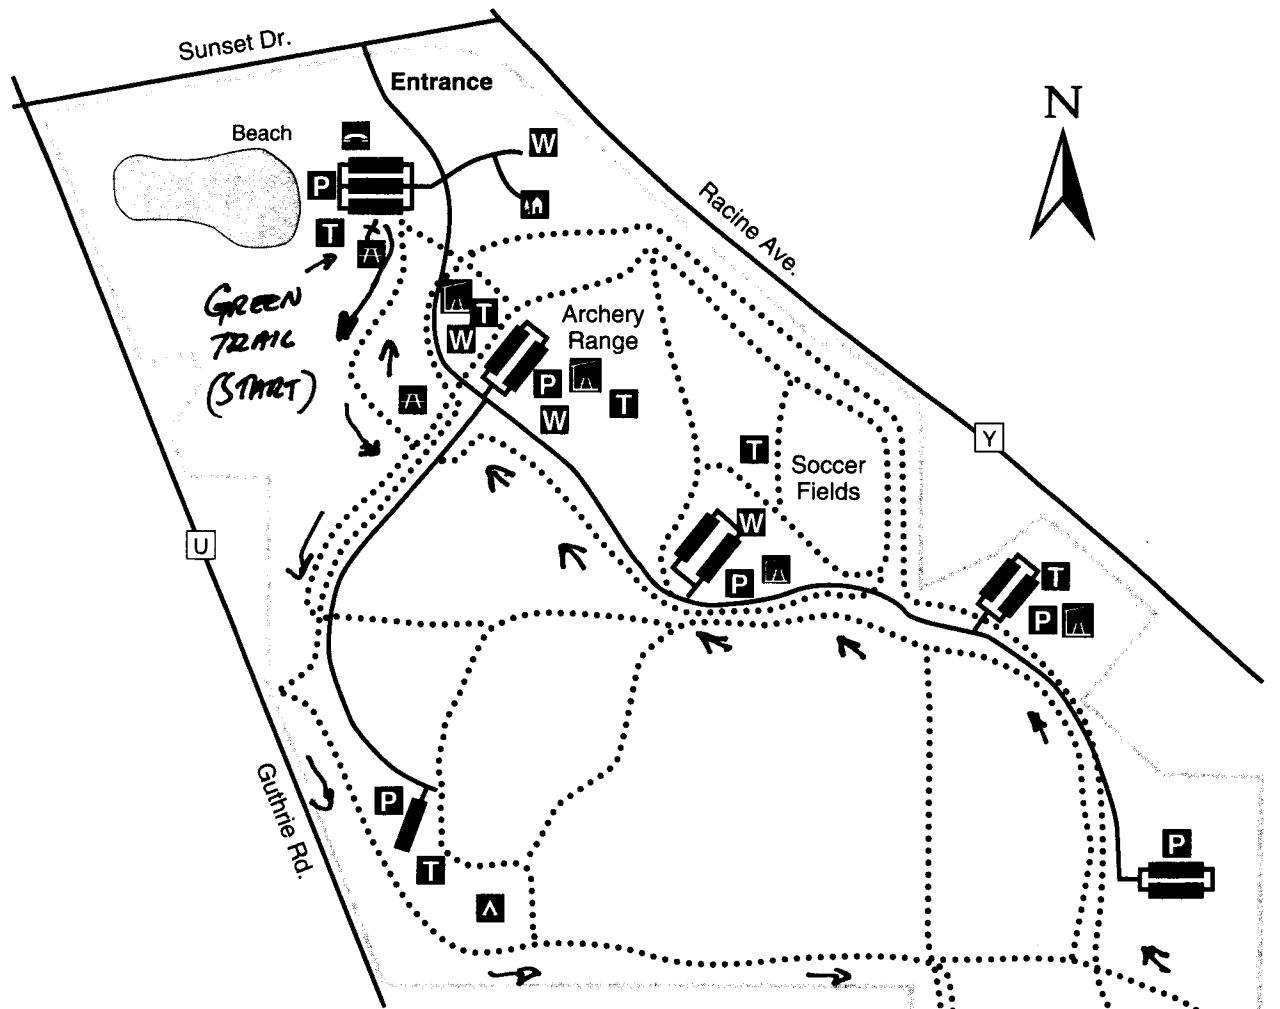 Sunset Dr.
Entrance
N
Beach
W
P
Racine Ave.
T
GREEN
TRAIL
(START)
Archery
Range
T
W
P
T
W
Y
T
Soccer
Fields
W
U
P
T
P
Guthrie Rd.
P
T
P